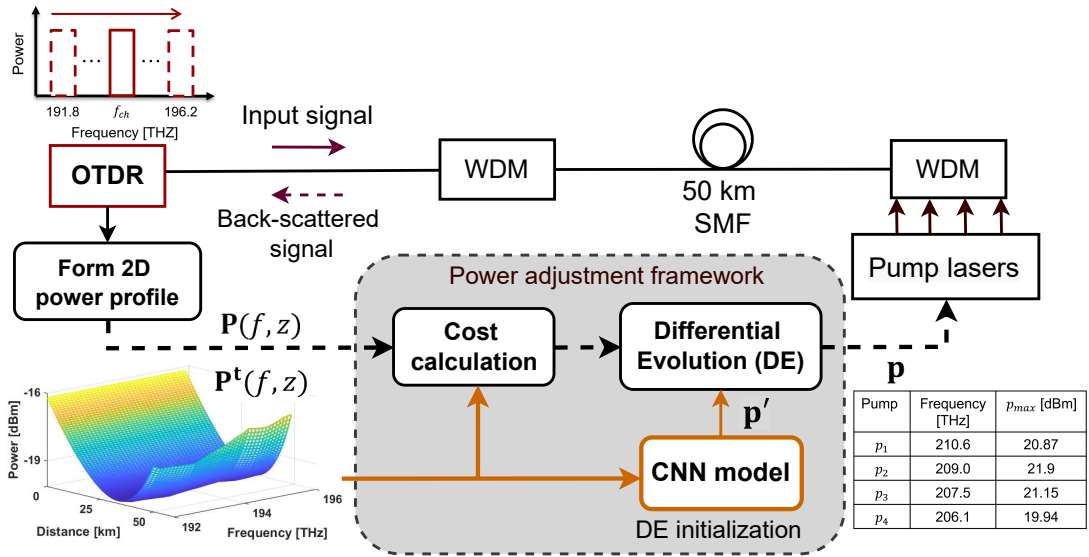 Power
...
...
191.8
f_ch
196.2
Frequency [THZ]
OTDR
Input signal
Back-scattered
signal
WDM
50 km
SMF
WDM
Pump lasers
Form 2D
power profile
Power adjustment framework
P(f, z)
P^t(f, z)
Cost
calculation
Differential
Evolution (DE)
p
p′
CNN model
DE initialization
-16
-19
0
25
50
192
194
196
Power [dBm]
Distance [km]
Frequency [THz]
Pump Frequency [THz] p_max [dBm]
p_1 210.6 20.87
p_2 209.0 21.9
p_3 207.5 21.15
p_4 206.1 19.94